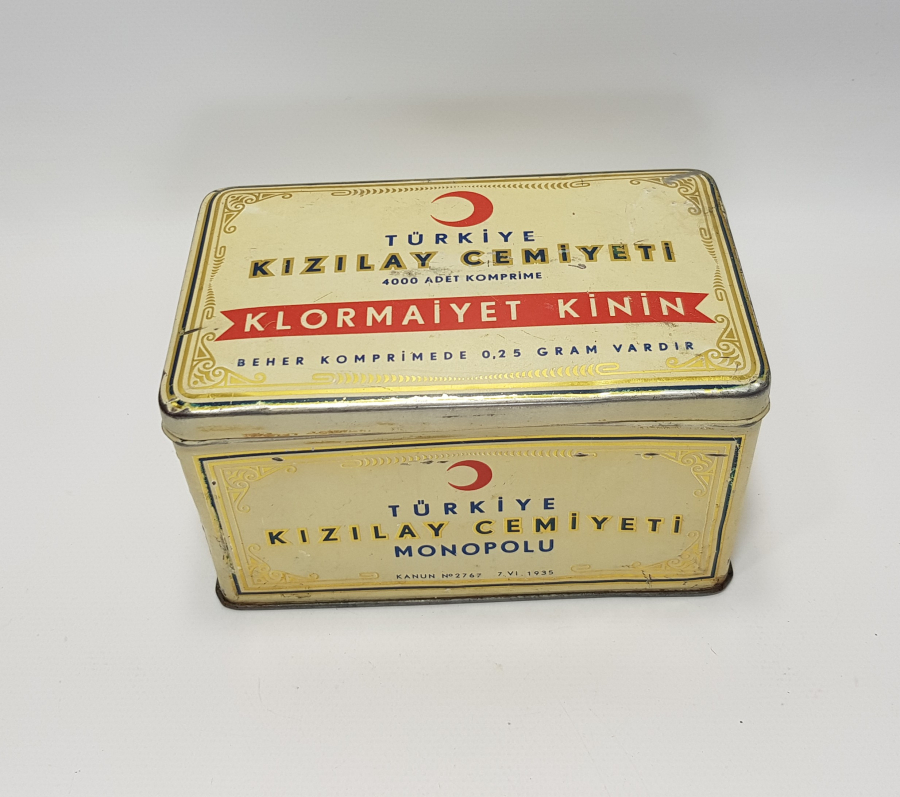 TÜRKİYE
KIZILAY CEMİYETİ
4000 ADET KOMPRİME
KLORMAİYET KİNİN
BEHER KOMPRİMEDE 0,25 GRAM VARDIR
TÜRKİYE
KIZILAY CEMİYETİ
MONOPOLU
KANUN Nº 2767 7.VI.1935